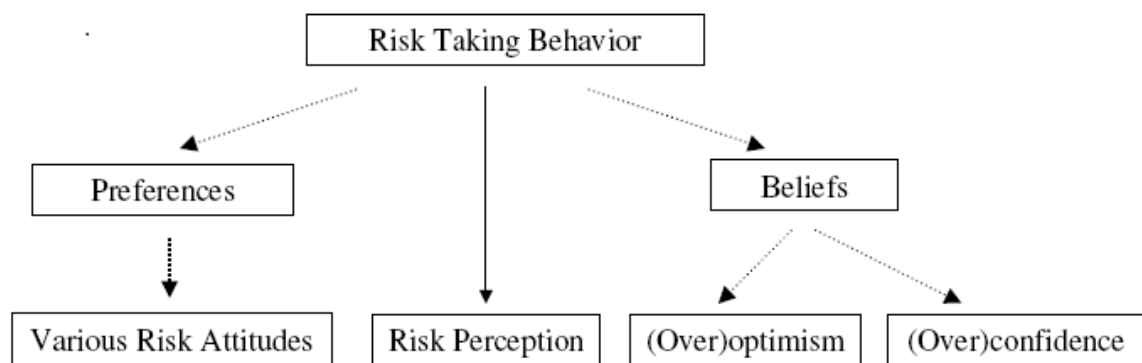 Risk Taking Behavior
Preferences
Beliefs
Various Risk Attitudes
Risk Perception
(Over)optimism
(Over)confidence